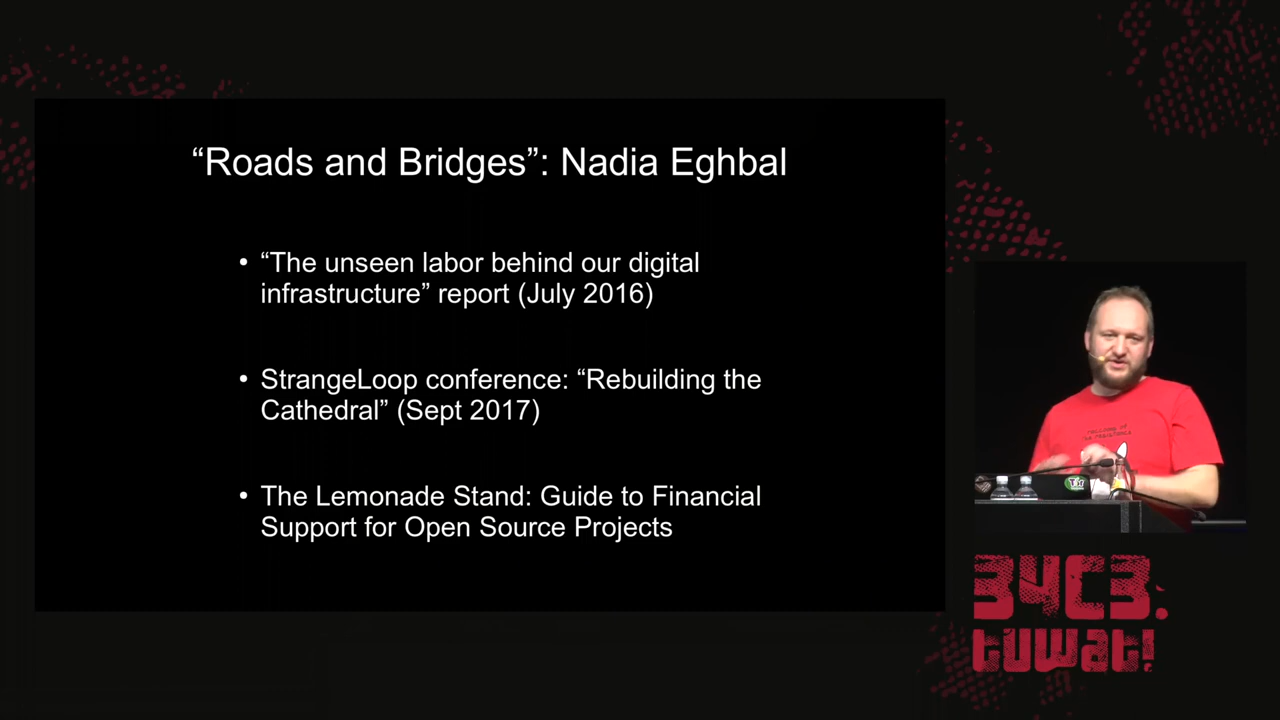 “Roads and Bridges”: Nadia Eghbal
• “The unseen labor behind our digital
infrastructure” report (July 2016)
• StrangeLoop conference: “Rebuilding the
Cathedral” (Sept 2017)
• The Lemonade Stand: Guide to Financial
Support for Open Source Projects
34C3.
tuwat!